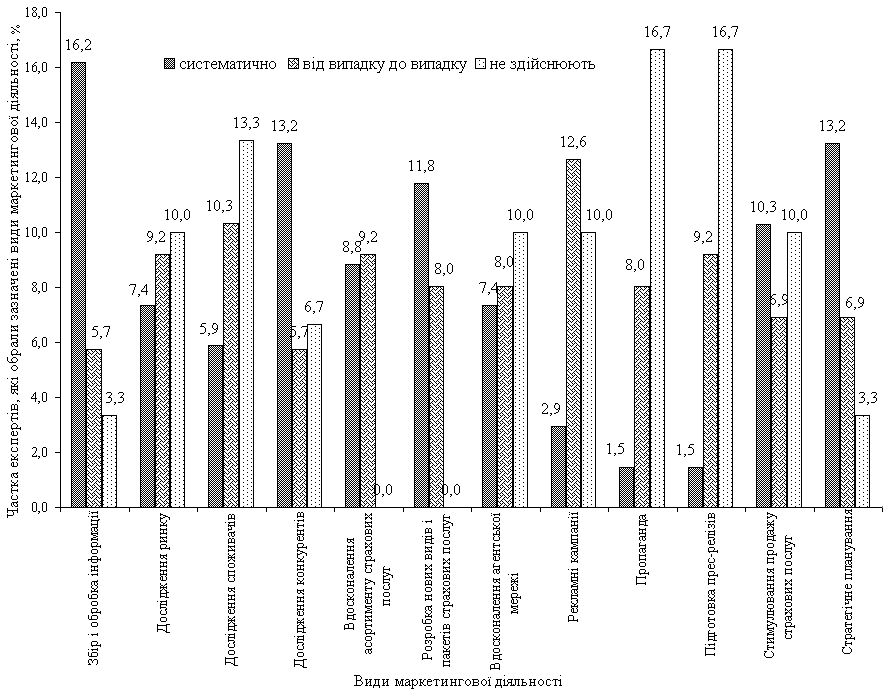 Частка експертів, які обрали зазначені види маркетингової діяльності, %
18,0
16,0
14,0
12,0
10,0
8,0
6,0
4,0
2,0
0,0
систематично
від випадку до випадку
не здійснюють
16,2
5,7
3,3
7,4
9,2
10,0
5,9
10,3
13,3
13,2
5,7
6,7
8,8
9,2
0,0
11,8
8,0
0,0
7,4
8,0
10,0
2,9
12,6
10,0
1,5
8,0
16,7
1,5
9,2
16,7
10,3
6,9
10,0
13,2
6,9
3,3
Збір і обробка інформації
Дослідження ринку
Дослідження споживачів
Дослідження конкурентів
Вдосконалення
асортименту страхових
послуг
Розробка нових видів і
пакетів страхових послуг
Вдосконалення агентської
мережі
Рекламні кампанії
Пропаганда
Підготовка прес-релізів
Стимулювання продажу
страхових послуг
Стратегічне планування
Види маркетингової діяльності